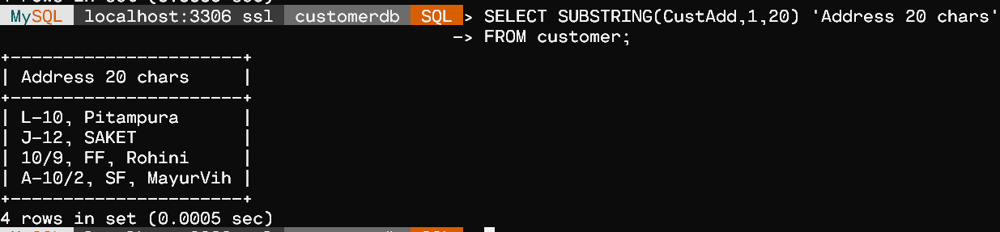 MySQL localhost:3306 ssl customerdb SQL > SELECT SUBSTRING(CustAdd,1,20) 'Address 20 chars'
-> FROM customer;
+----------------------+
| Address 20 chars     |
+----------------------+
| L-10, Pitampura      |
| J-12, SAKET          |
| 10/9, FF, Rohini     |
| A-10/2, SF, MayurVih |
+----------------------+
4 rows in set (0.0005 sec)